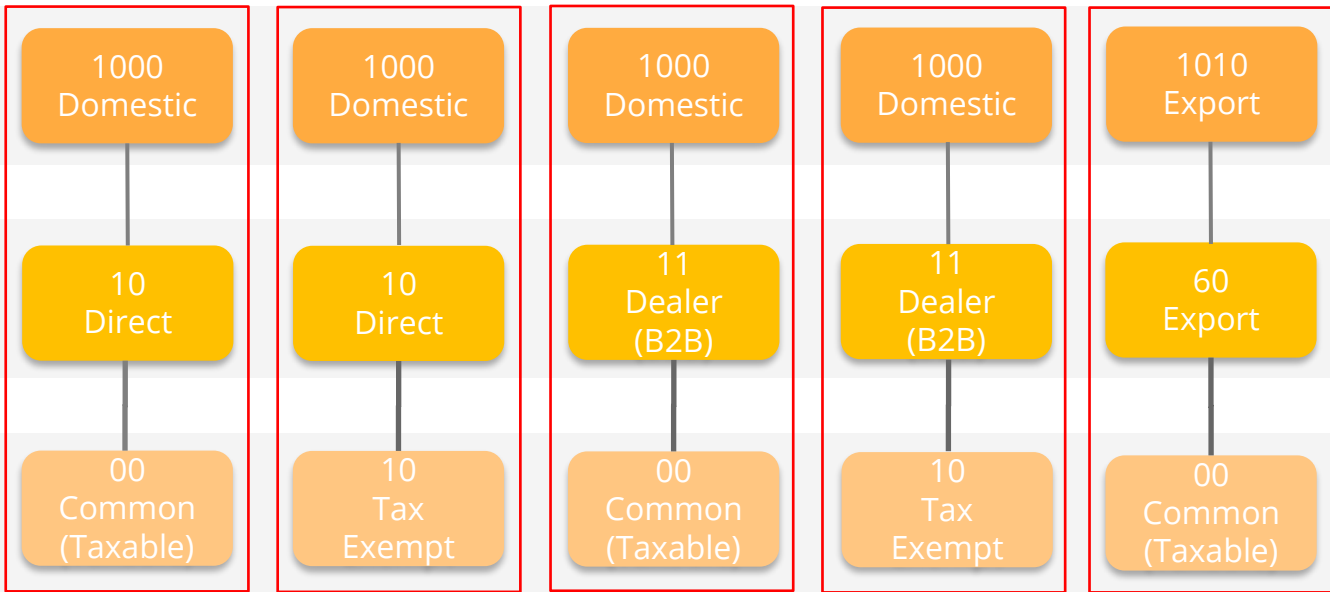 1000
Domestic
1000
Domestic
1000
Domestic
1000
Domestic
1010
Export
10
Direct
10
Direct
11
Dealer
(B2B)
11
Dealer
(B2B)
60
Export
00
Common
(Taxable)
10
Tax
Exempt
00
Common
(Taxable)
10
Tax
Exempt
00
Common
(Taxable)